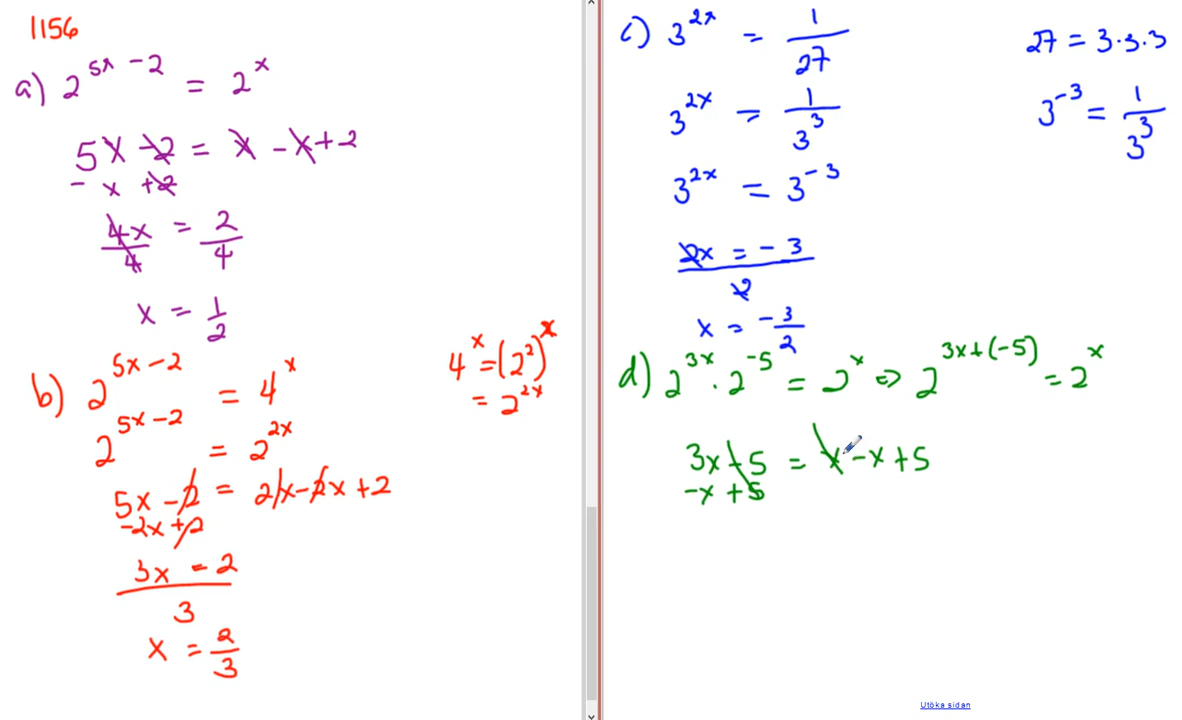 1156
a) 2^(5x-2) = 2^x
5x - 2 = x - x + 2
- x + 2
4x/4 = 2/4
x = 1/2
b) 2^(5x-2) = 4^x
4^x = (2^2)^x
= 2^(2x)
2^(5x-2) = 2^(2x)
5x - 2 = 2x - 2x + 2
-2x + 2
3x = 2
3
x = 2/3
c) 3^(2x) = 1/27
27 = 3·3·3
3^(2x) = 1/3^3
3^(-3) = 1/3^3
3^(2x) = 3^(-3)
2x = -3
2
x = -3/2
d) 2^(3x) · 2^(-5) = 2^x ⇒ 2^(3x+(-5)) = 2^x
3x - 5 = x - x + 5
-x + 5
Utöka sidan